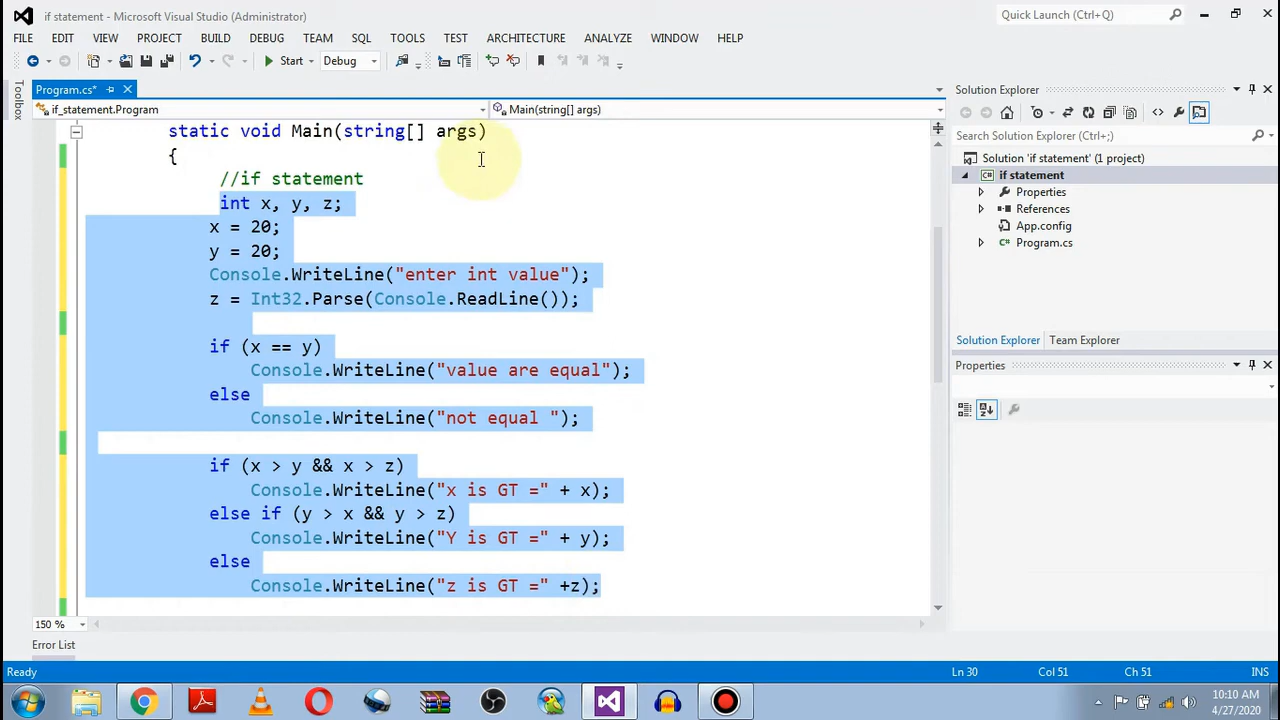 if statement - Microsoft Visual Studio (Administrator)
Quick Launch (Ctrl+Q)
FILE EDIT VIEW PROJECT BUILD DEBUG TEAM SQL TOOLS TEST ARCHITECTURE ANALYZE WINDOW HELP
Start Debug
Toolbox
Program.cs*
if_statement.Program
Main(string[] args)
static void Main(string[] args)
{
//if statement
int x, y, z;
x = 20;
y = 20;
Console.WriteLine("enter int value");
z = Int32.Parse(Console.ReadLine());
if (x == y)
Console.WriteLine("value are equal");
else
Console.WriteLine("not equal ");
if (x > y && x > z)
Console.WriteLine("x is GT =" + x);
else if (y > x && y > z)
Console.WriteLine("Y is GT =" + y);
else
Console.WriteLine("z is GT =" +z);
150 %
Error List
Solution Explorer
Search Solution Explorer (Ctrl+;)
Solution 'if statement' (1 project)
C# if statement
Properties
References
App.config
C# Program.cs
Solution Explorer Team Explorer
Properties
Ready
Ln 30 Col 51 Ch 51 INS
10:10 AM
4/27/2020